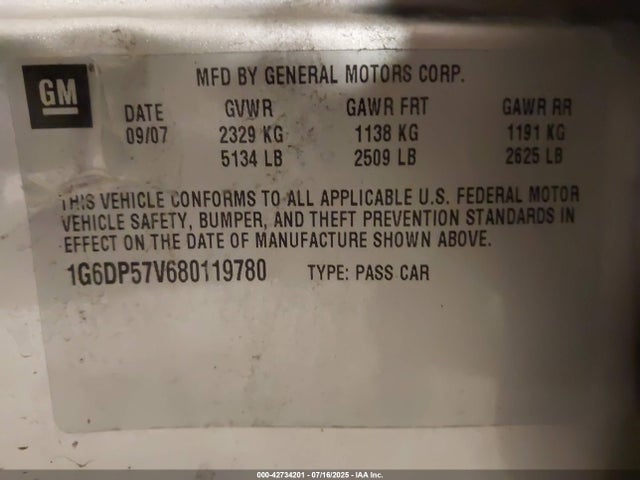 GM
MFD BY GENERAL MOTORS CORP.
DATE GVWR GAWR FRT GAWR RR
09/07 2329 KG 1138 KG 1191 KG
5134 LB 2509 LB 2625 LB
THIS VEHICLE CONFORMS TO ALL APPLICABLE U.S. FEDERAL MOTOR
VEHICLE SAFETY, BUMPER, AND THEFT PREVENTION STANDARDS IN
EFFECT ON THE DATE OF MANUFACTURE SHOWN ABOVE.
1G6DP57V680119780 TYPE: PASS CAR
000-42734201 - 07/16/2025 - IAA Inc.